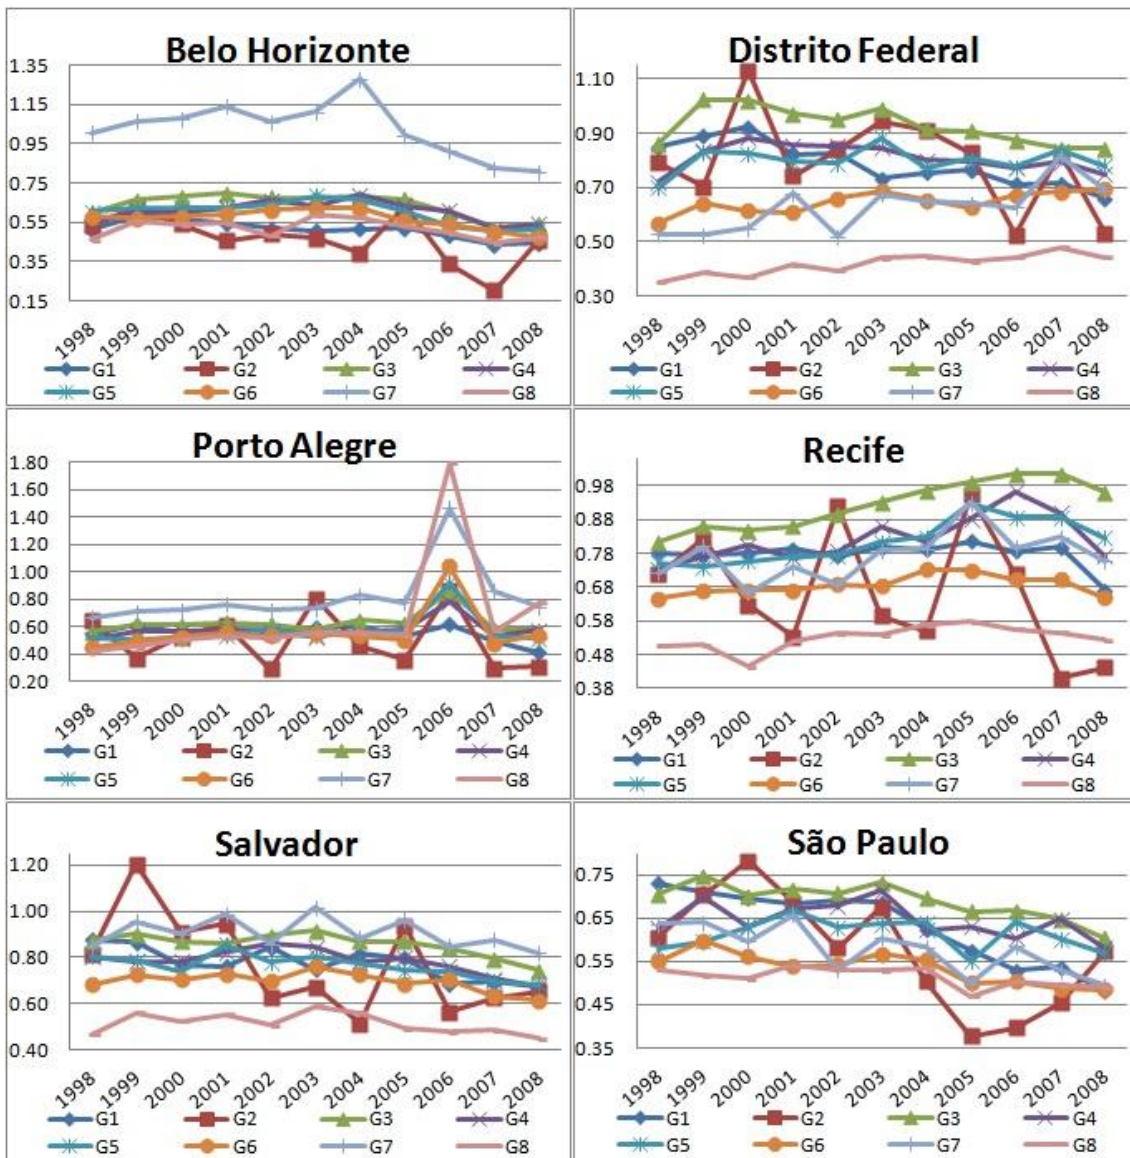 Belo Horizonte
1.35
1.15
0.95
0.75
0.55
0.35
0.15
1998 1999 2000 2001 2002 2003 2004 2005 2006 2007 2008
G1 G2 G3 G4
G5 G6 G7 G8
Distrito Federal
1.10
0.90
0.70
0.50
0.30
1998 1999 2000 2001 2002 2003 2004 2005 2006 2007 2008
G1 G2 G3 G4
G5 G6 G7 G8
Porto Alegre
1.80
1.60
1.40
1.20
1.00
0.80
0.60
0.40
0.20
1998 1999 2000 2001 2002 2003 2004 2005 2006 2007 2008
G1 G2 G3 G4
G5 G6 G7 G8
Recife
0.98
0.88
0.78
0.68
0.58
0.48
0.38
1998 1999 2000 2001 2002 2003 2004 2005 2006 2007 2008
G1 G2 G3 G4
G5 G6 G7 G8
Salvador
1.20
1.00
0.80
0.60
0.40
1998 1999 2000 2001 2002 2003 2004 2005 2006 2007 2008
G1 G2 G3 G4
G5 G6 G7 G8
São Paulo
0.75
0.65
0.55
0.45
0.35
1998 1999 2000 2001 2002 2003 2004 2005 2006 2007 2008
G1 G2 G3 G4
G5 G6 G7 G8